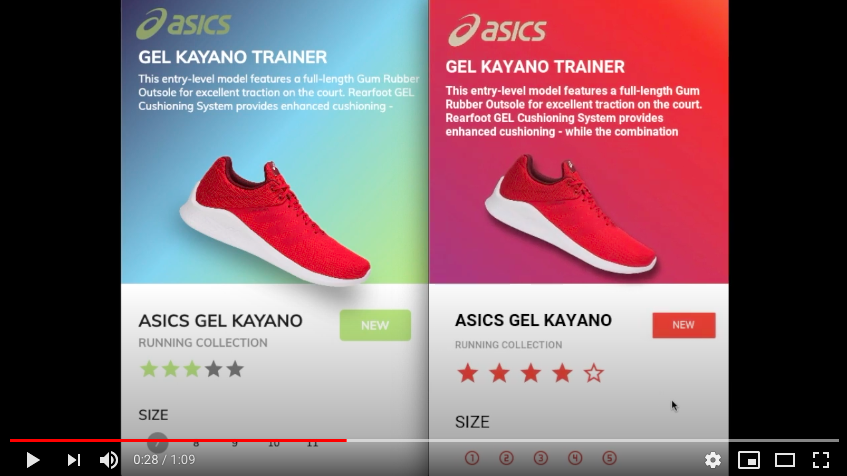 asics
GEL KAYANO TRAINER
This entry-level model features a full-length Gum Rubber
Outsole for excellent traction on the court. Rearfoot GEL
Cushioning System provides enhanced cushioning -
ASICS GEL KAYANO
NEW
RUNNING COLLECTION
SIZE
7 8 9 10 11
asics
GEL KAYANO TRAINER
This entry-level model features a full-length Gum
Rubber Outsole for excellent traction on the court.
Rearfoot GEL Cushioning System provides
enhanced cushioning - while the combination
ASICS GEL KAYANO
NEW
RUNNING COLLECTION
SIZE
1 2 3 4 5
0:28 / 1:09